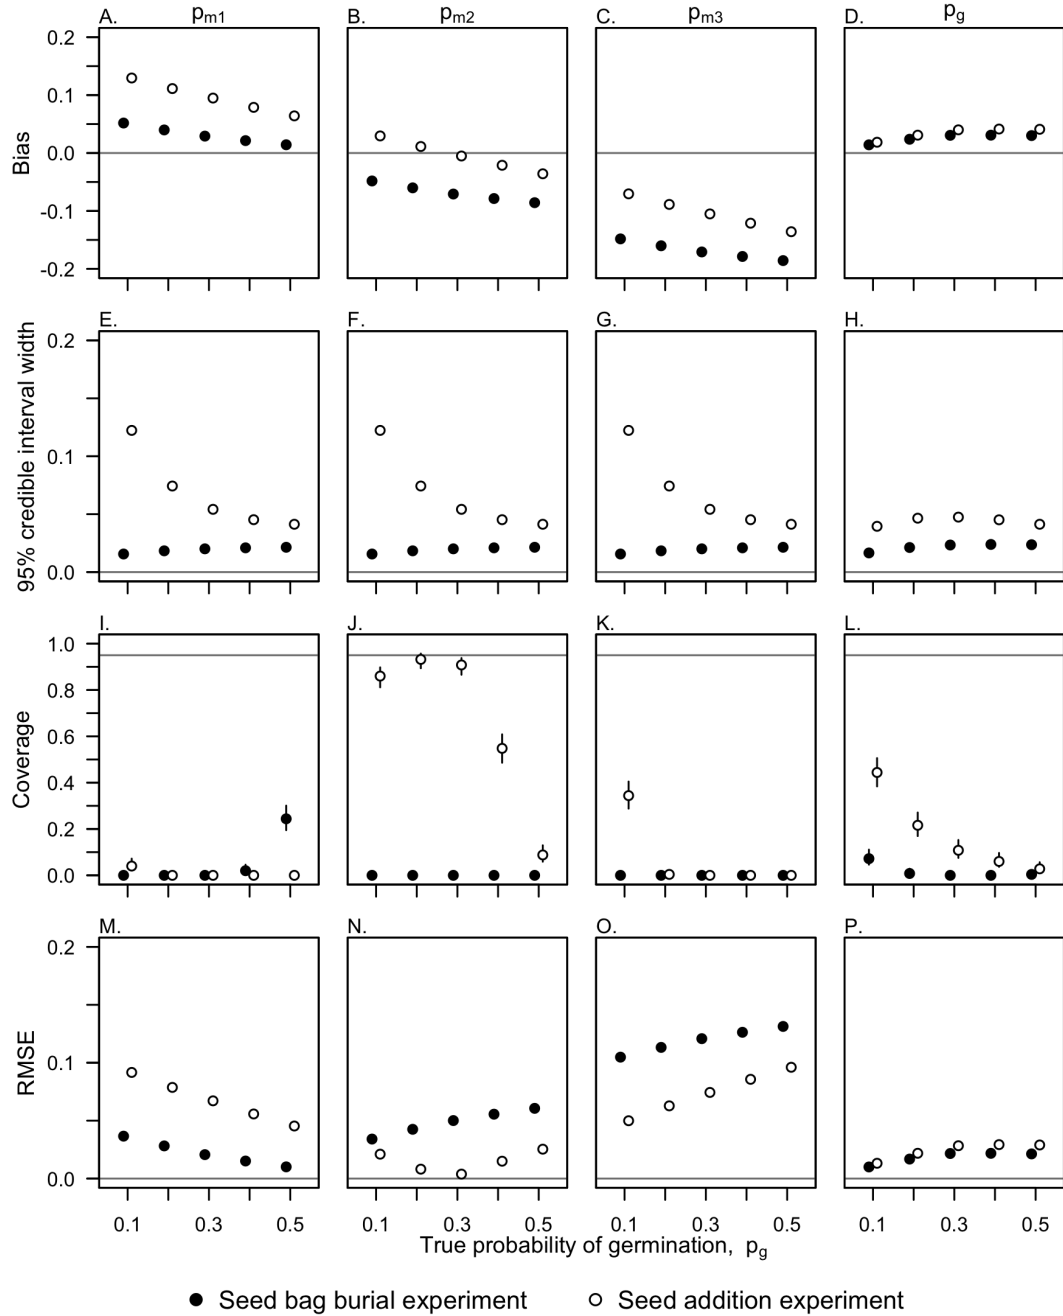 A. pm1 B. pm2 C. pm3 D. pg
0.2
0.1
0.0
-0.1
-0.2
Bias
E. F. G. H.
0.2
0.1
0.0
95% credible interval width
I. J. K. L.
1.0
0.8
0.6
0.4
0.2
0.0
Coverage
M. N. O. P.
0.2
0.1
0.0
RMSE
0.1 0.3 0.5 0.1 0.3 0.5 0.1 0.3 0.5 0.1 0.3 0.5
True probability of germination, pg
Seed bag burial experiment Seed addition experiment